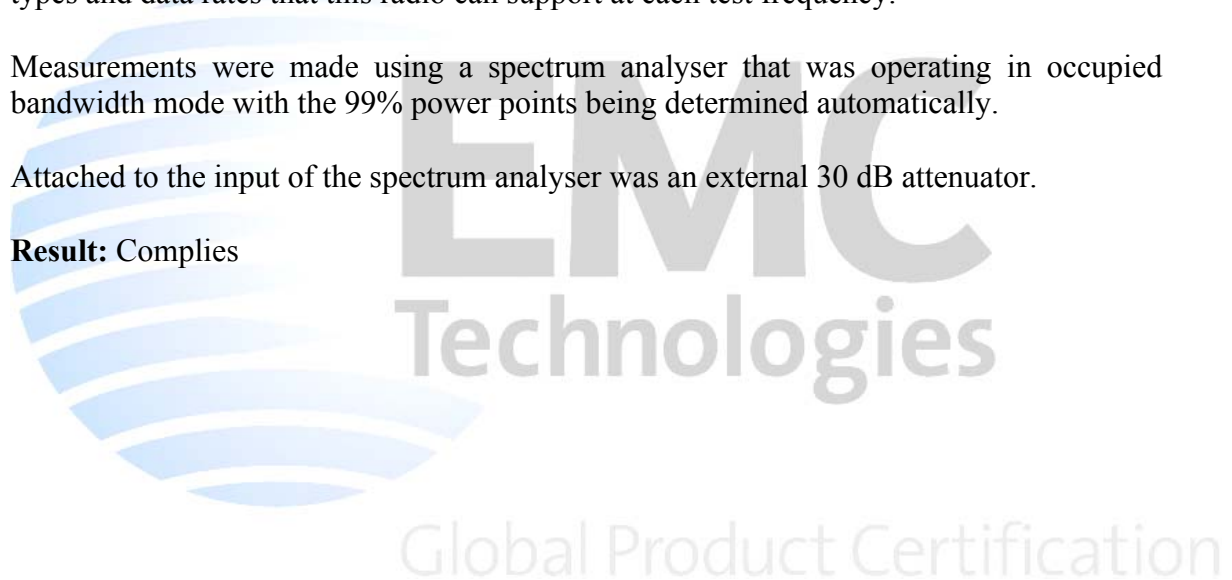 types and data rates that this radio can support at each test frequency.
Measurements were made using a spectrum analyser that was operating in occupied
bandwidth mode with the 99% power points being determined automatically.
Attached to the input of the spectrum analyser was an external 30 dB attenuator.
Result: Complies
EMC
Technologies
Global Product Certification